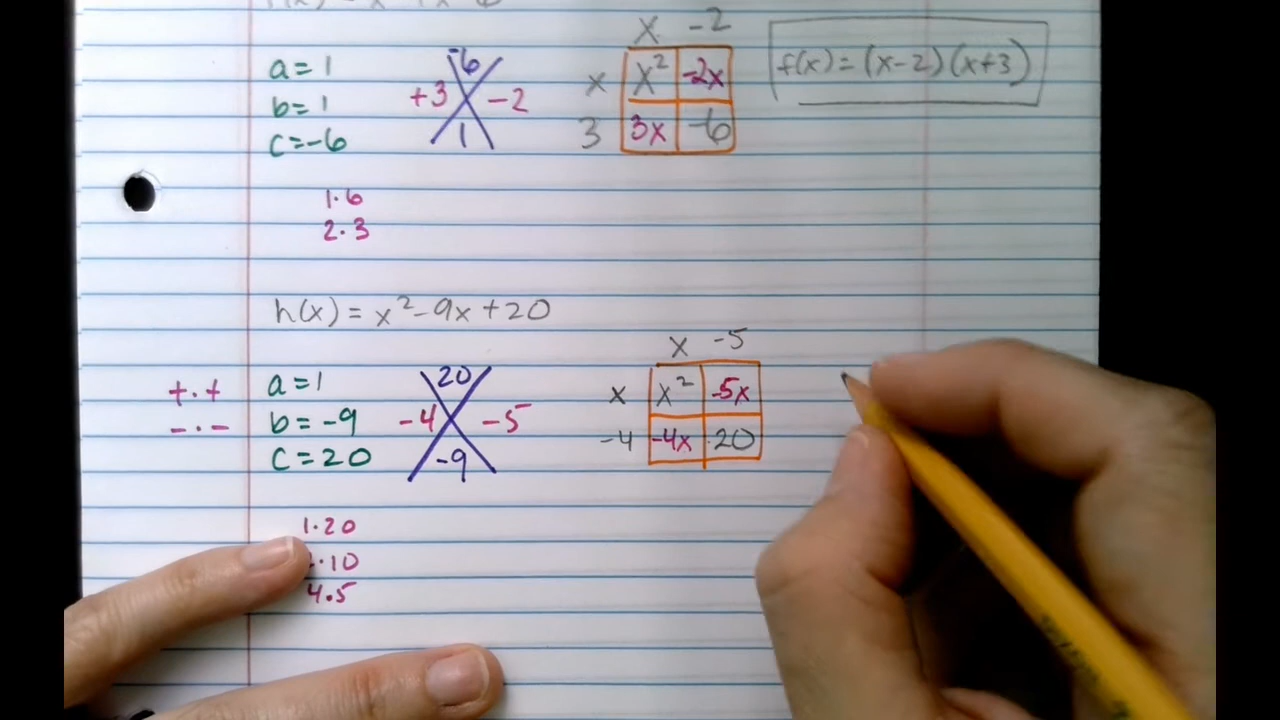 x -2
a=1
b=1
c=-6
-6
+3 -2
1
x x² -2x
3 3x -6
f(x)=(x-2)(x+3)
1·6
2·3
h(x) = x²-9x+20
x -5
+·+
-·-
a=1
b=-9
c=20
20
-4 -5
-9
x x² -5x
-4 -4x 20
1·20
·10
4·5